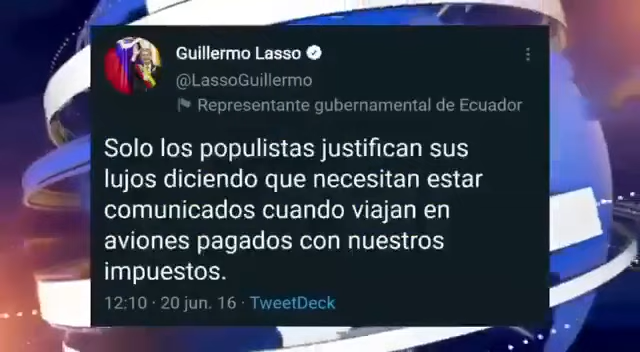 Guillermo Lasso
@LassoGuillermo
Representante gubernamental de Ecuador
Solo los populistas justifican sus
lujos diciendo que necesitan estar
comunicados cuando viajan en
aviones pagados con nuestros
impuestos.
12:10 · 20 jun. 16 · TweetDeck